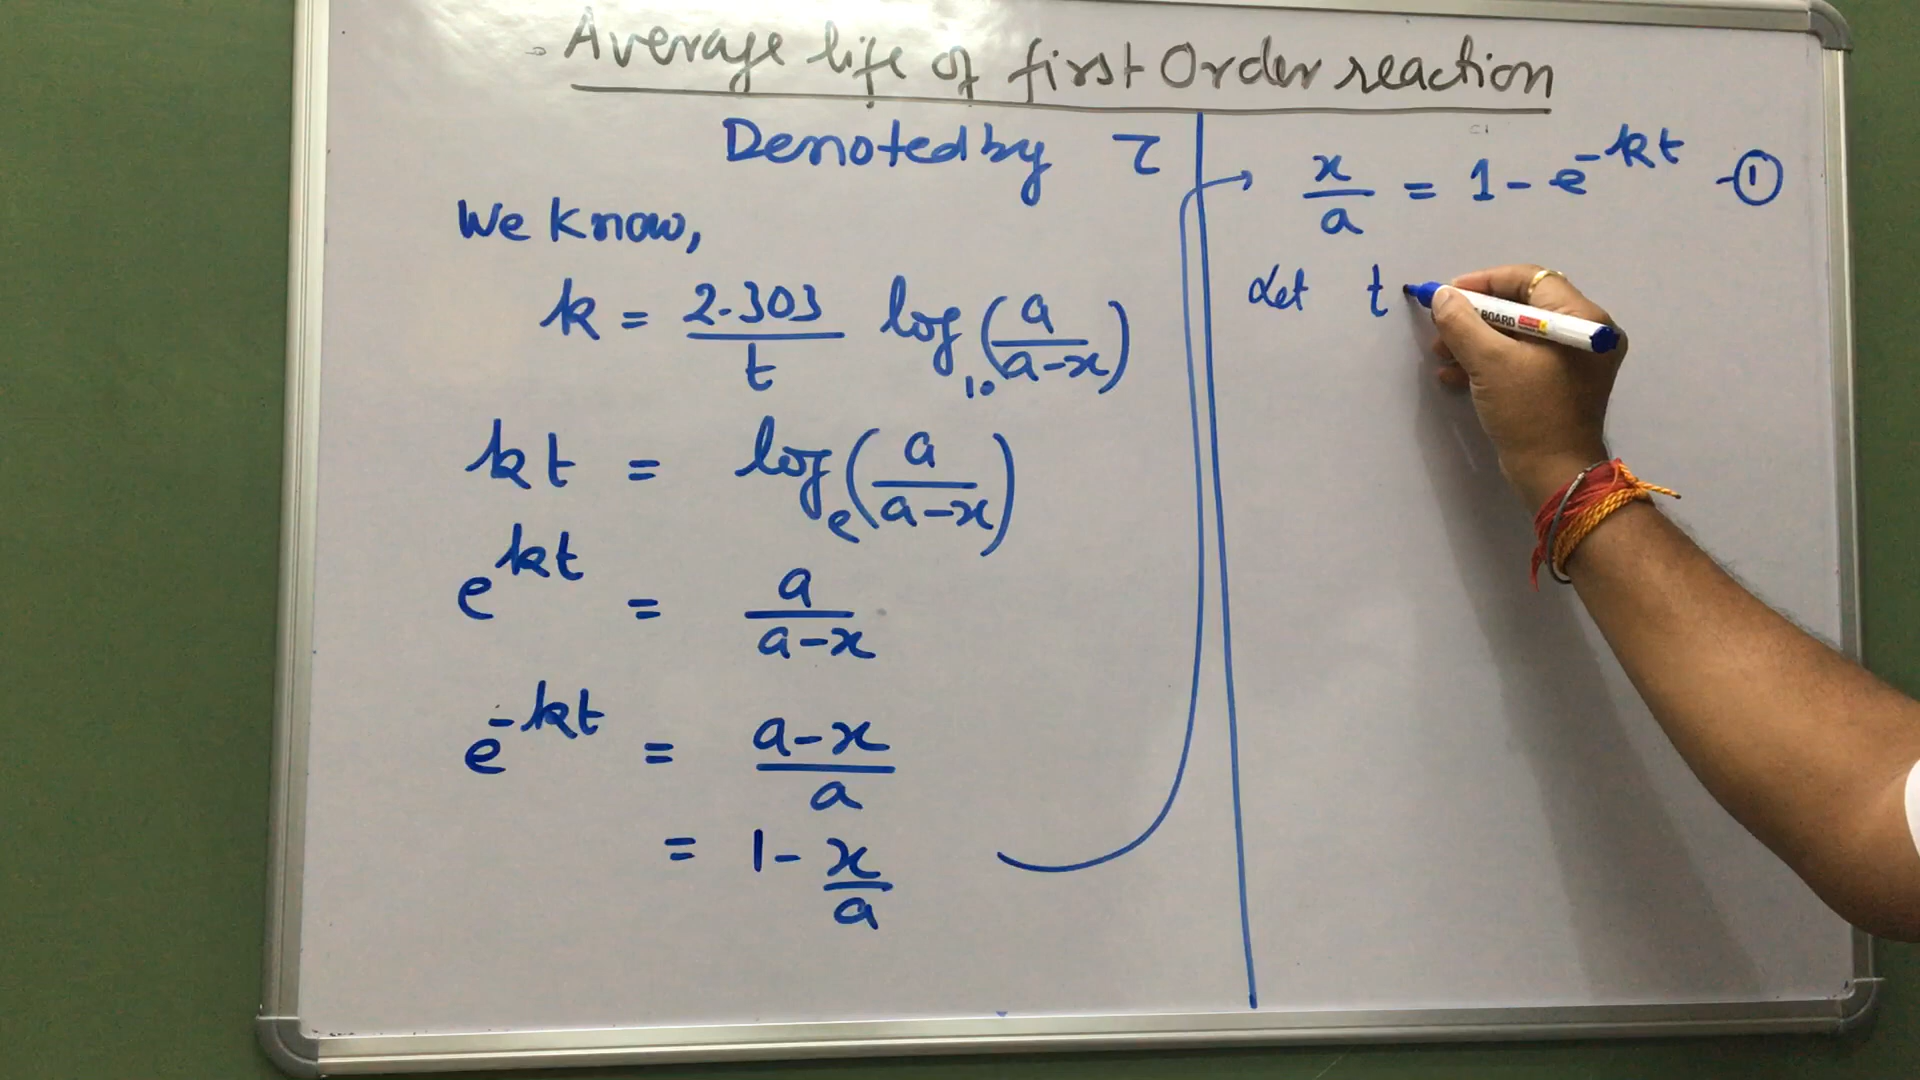 Average life of first Order reaction
Denoted by τ
We know,
k = 2.303/t log₁₀(a/(a-x))
kt = logₑ(a/(a-x))
e^kt = a/(a-x)
e^-kt = (a-x)/a
= 1 - x/a
→ x/a = 1 - e^-kt -①
Let t
BOARD